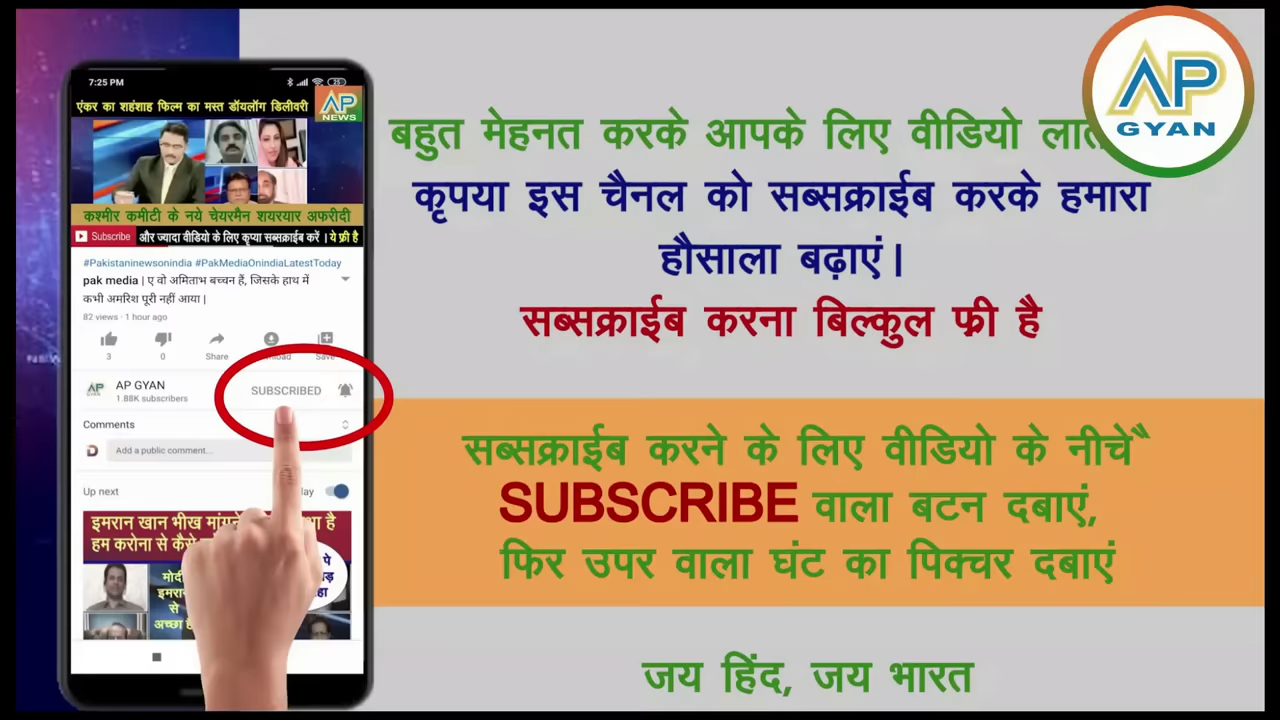 7:25 PM
एंकर का शहंशाह फिल्म का मस्त डॉयलॉग डिलीवरी
AP
NEWS
कश्मीर कमीटी के नये चेयरमैन शयरयार अफरीदी
Subscribe और ज्यादा वीडियो के लिए कृप्या सब्सक्राईब करें । ये फ्री है
#Pakistaninewsonindia #PakMediaOnindiaLatestToday
pak media | ए वो अमिताभ बच्चन हैं, जिसके हाथ में
कभी अमरिश पूरी नहीं आया |
82 views · 1 hour ago
3 0 Share Save
AP GYAN
1.88K subscribers
SUBSCRIBED
Comments
Add a public comment...
Up next
इमरान खान भीख मांगने है
हम करोना से कैसे
मोदी
इमरान
से
अच्छा
AP
GYAN
बहुत मेहनत करके आपके लिए वीडियो
कृपया इस चैनल को सब्सक्राईब करके हमारा
हौसाला बढ़ाएं।
सब्सक्राईब करना बिल्कुल फ्री है
सब्सक्राईब करने के लिए वीडियो के नीचे
SUBSCRIBE वाला बटन दबाएं,
फिर उपर वाला घंट का पिक्चर दबाएं
जय हिंद, जय भारत